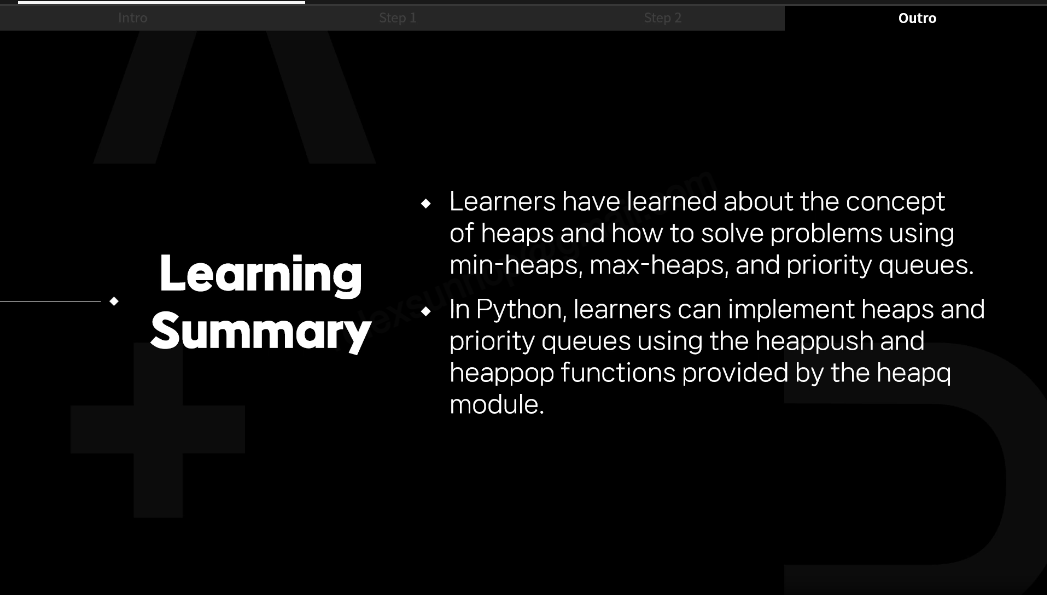 Intro
Step 1
Step 2
Outro
Learning
Summary
◆ Learners have learned about the concept
of heaps and how to solve problems using
min-heaps, max-heaps, and priority queues.
◆ In Python, learners can implement heaps and
priority queues using the heappush and
heappop functions provided by the heapq
module.